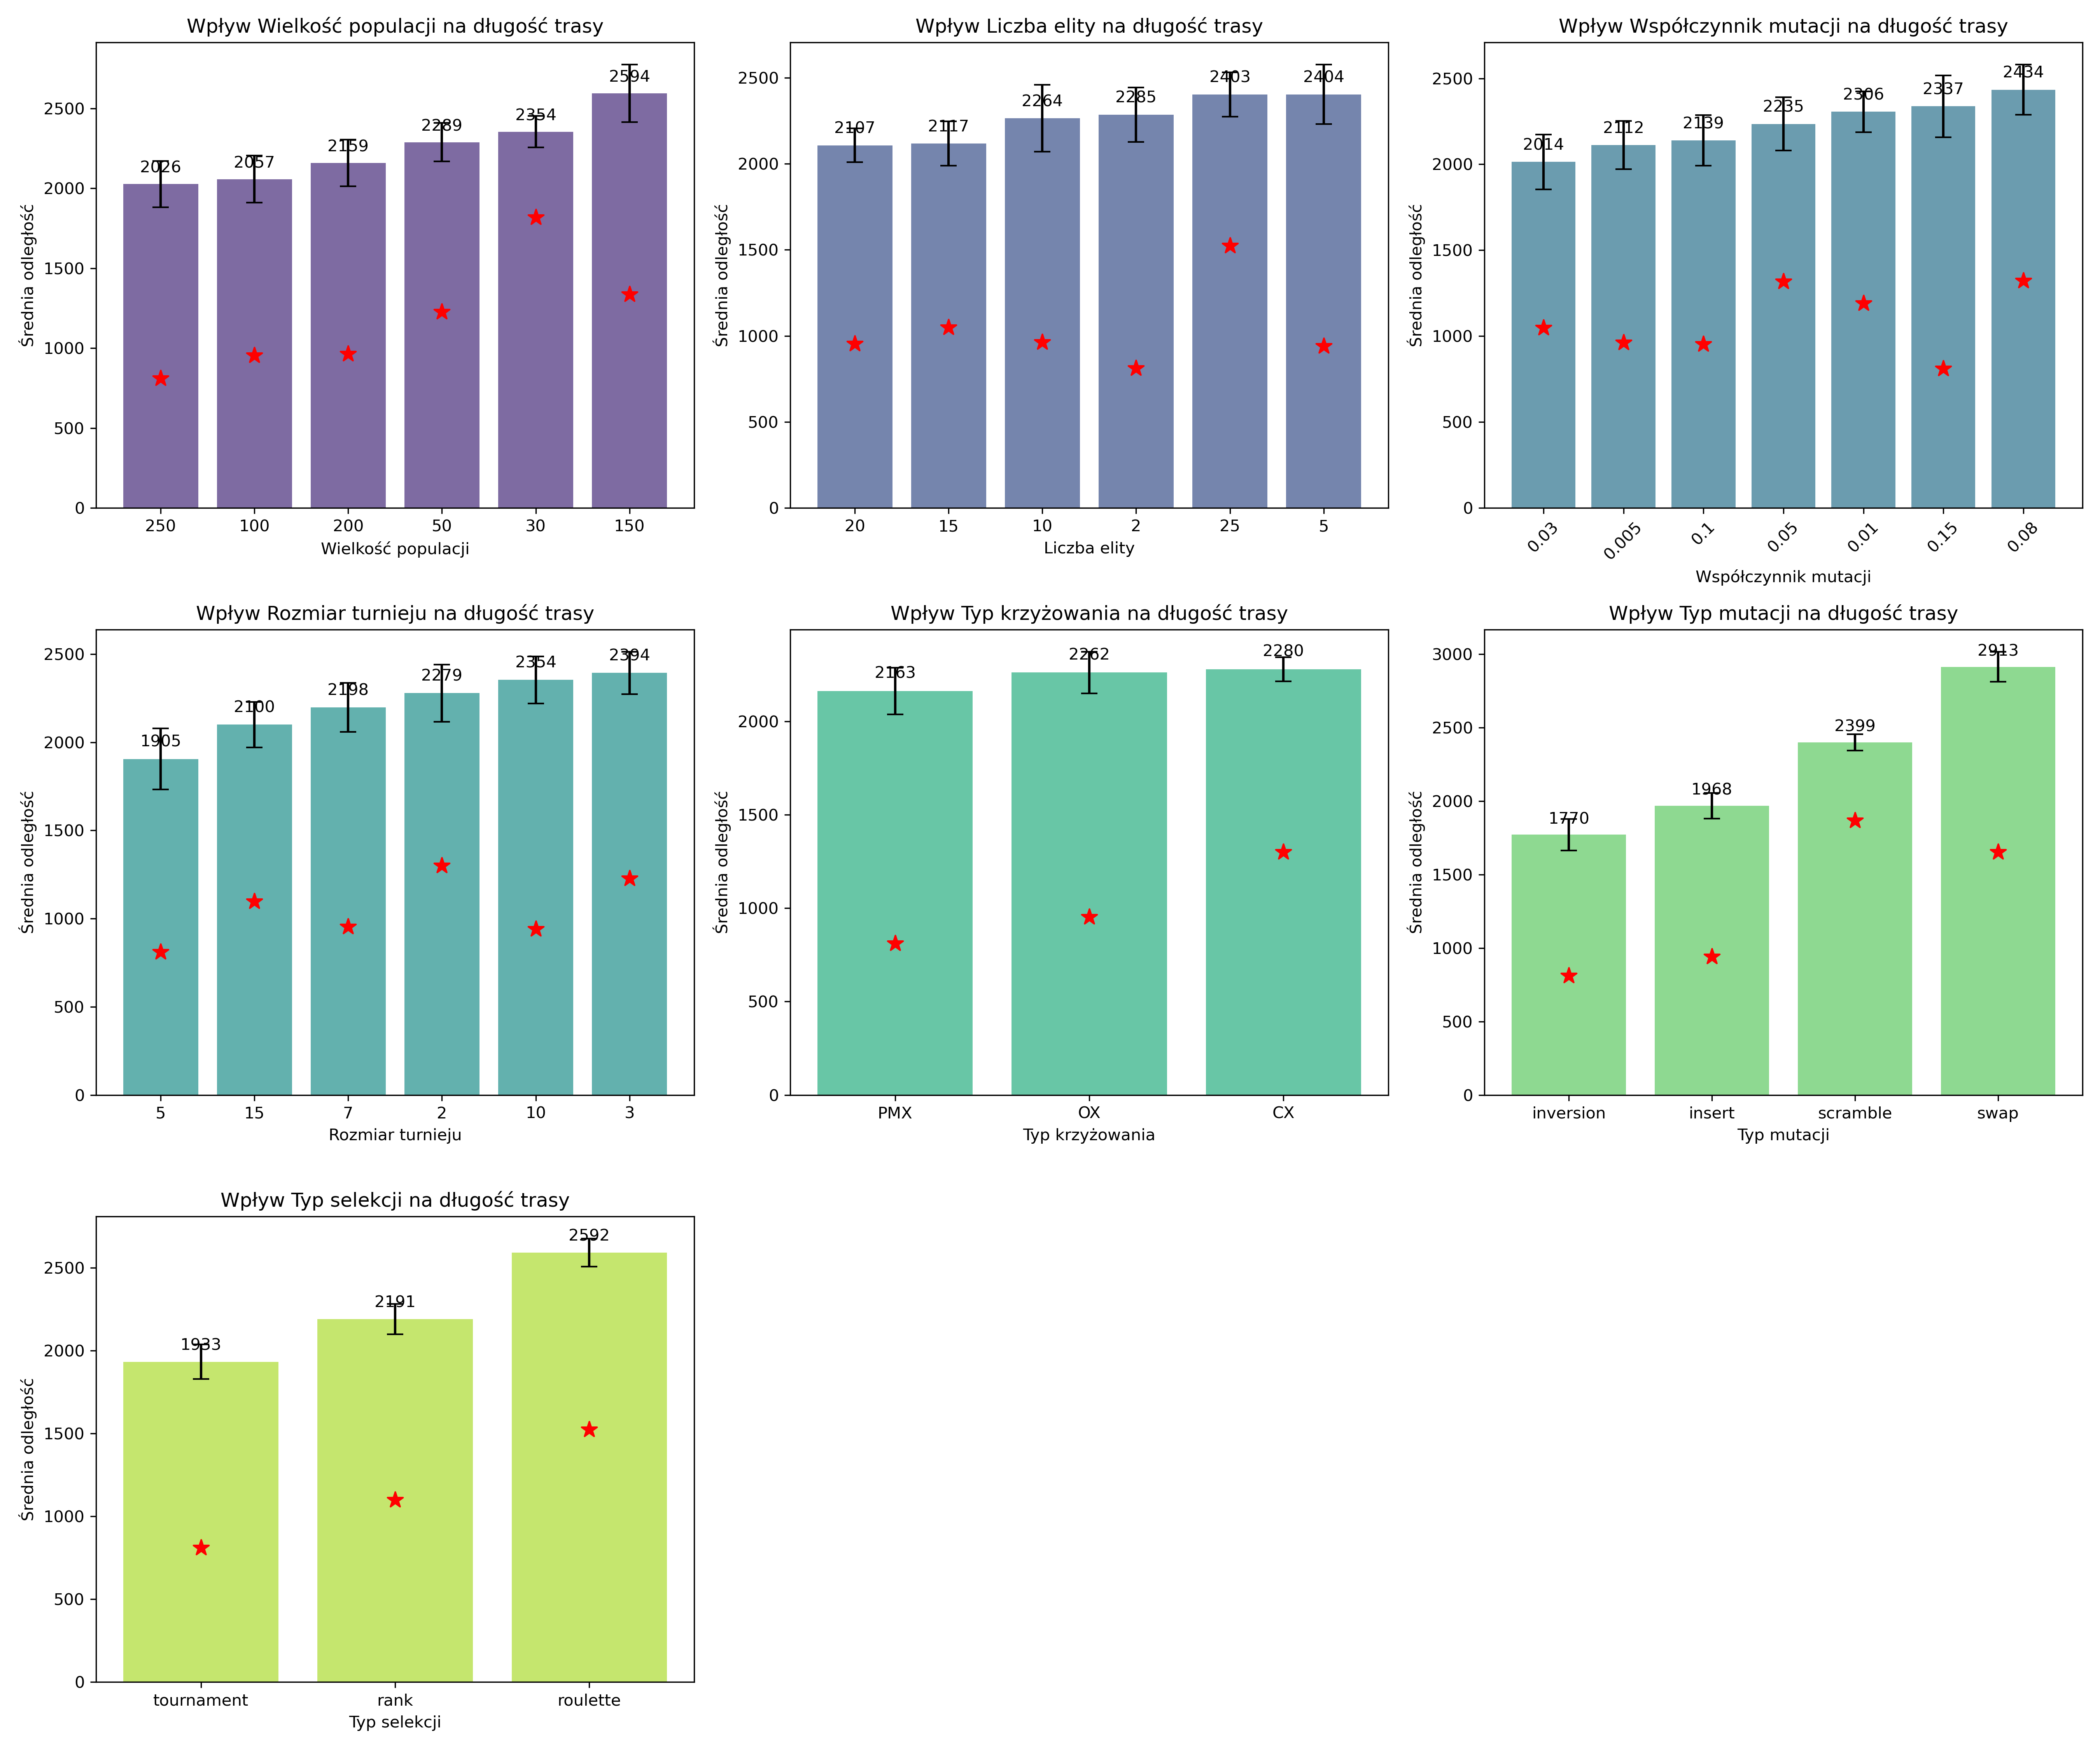 Wpływ Wielkość populacji na długość trasy
2594
2500
2354
2289
2159
2057
2026
2000
1500
1000
500
0
Średnia odległość
250 100 200 50 30 150
Wielkość populacji
Wpływ Liczba elity na długość trasy
2500
2403 2404
2264 2285
2107 2117
2000
1500
1000
500
0
Średnia odległość
20 15 10 2 25 5
Liczba elity
Wpływ Współczynnik mutacji na długość trasy
2500
2434
2337
2306
2235
2139
2112
2014
2000
1500
1000
500
0
Średnia odległość
0.03 0.005 0.1 0.05 0.01 0.15 0.08
Współczynnik mutacji
Wpływ Rozmiar turnieju na długość trasy
2500
2394
2354
2279
2198
2100
1905
2000
1500
1000
500
0
Średnia odległość
5 15 7 2 10 3
Rozmiar turnieju
Wpływ Typ krzyżowania na długość trasy
2163 2262 2280
2000
1500
1000
500
0
Średnia odległość
PMX OX CX
Typ krzyżowania
Wpływ Typ mutacji na długość trasy
3000
2913
2500
2399
2000
1968
1770
1500
1000
500
0
Średnia odległość
inversion insert scramble swap
Typ mutacji
Wpływ Typ selekcji na długość trasy
2592
2500
2191
2000
1933
1500
1000
500
0
Średnia odległość
tournament rank roulette
Typ selekcji